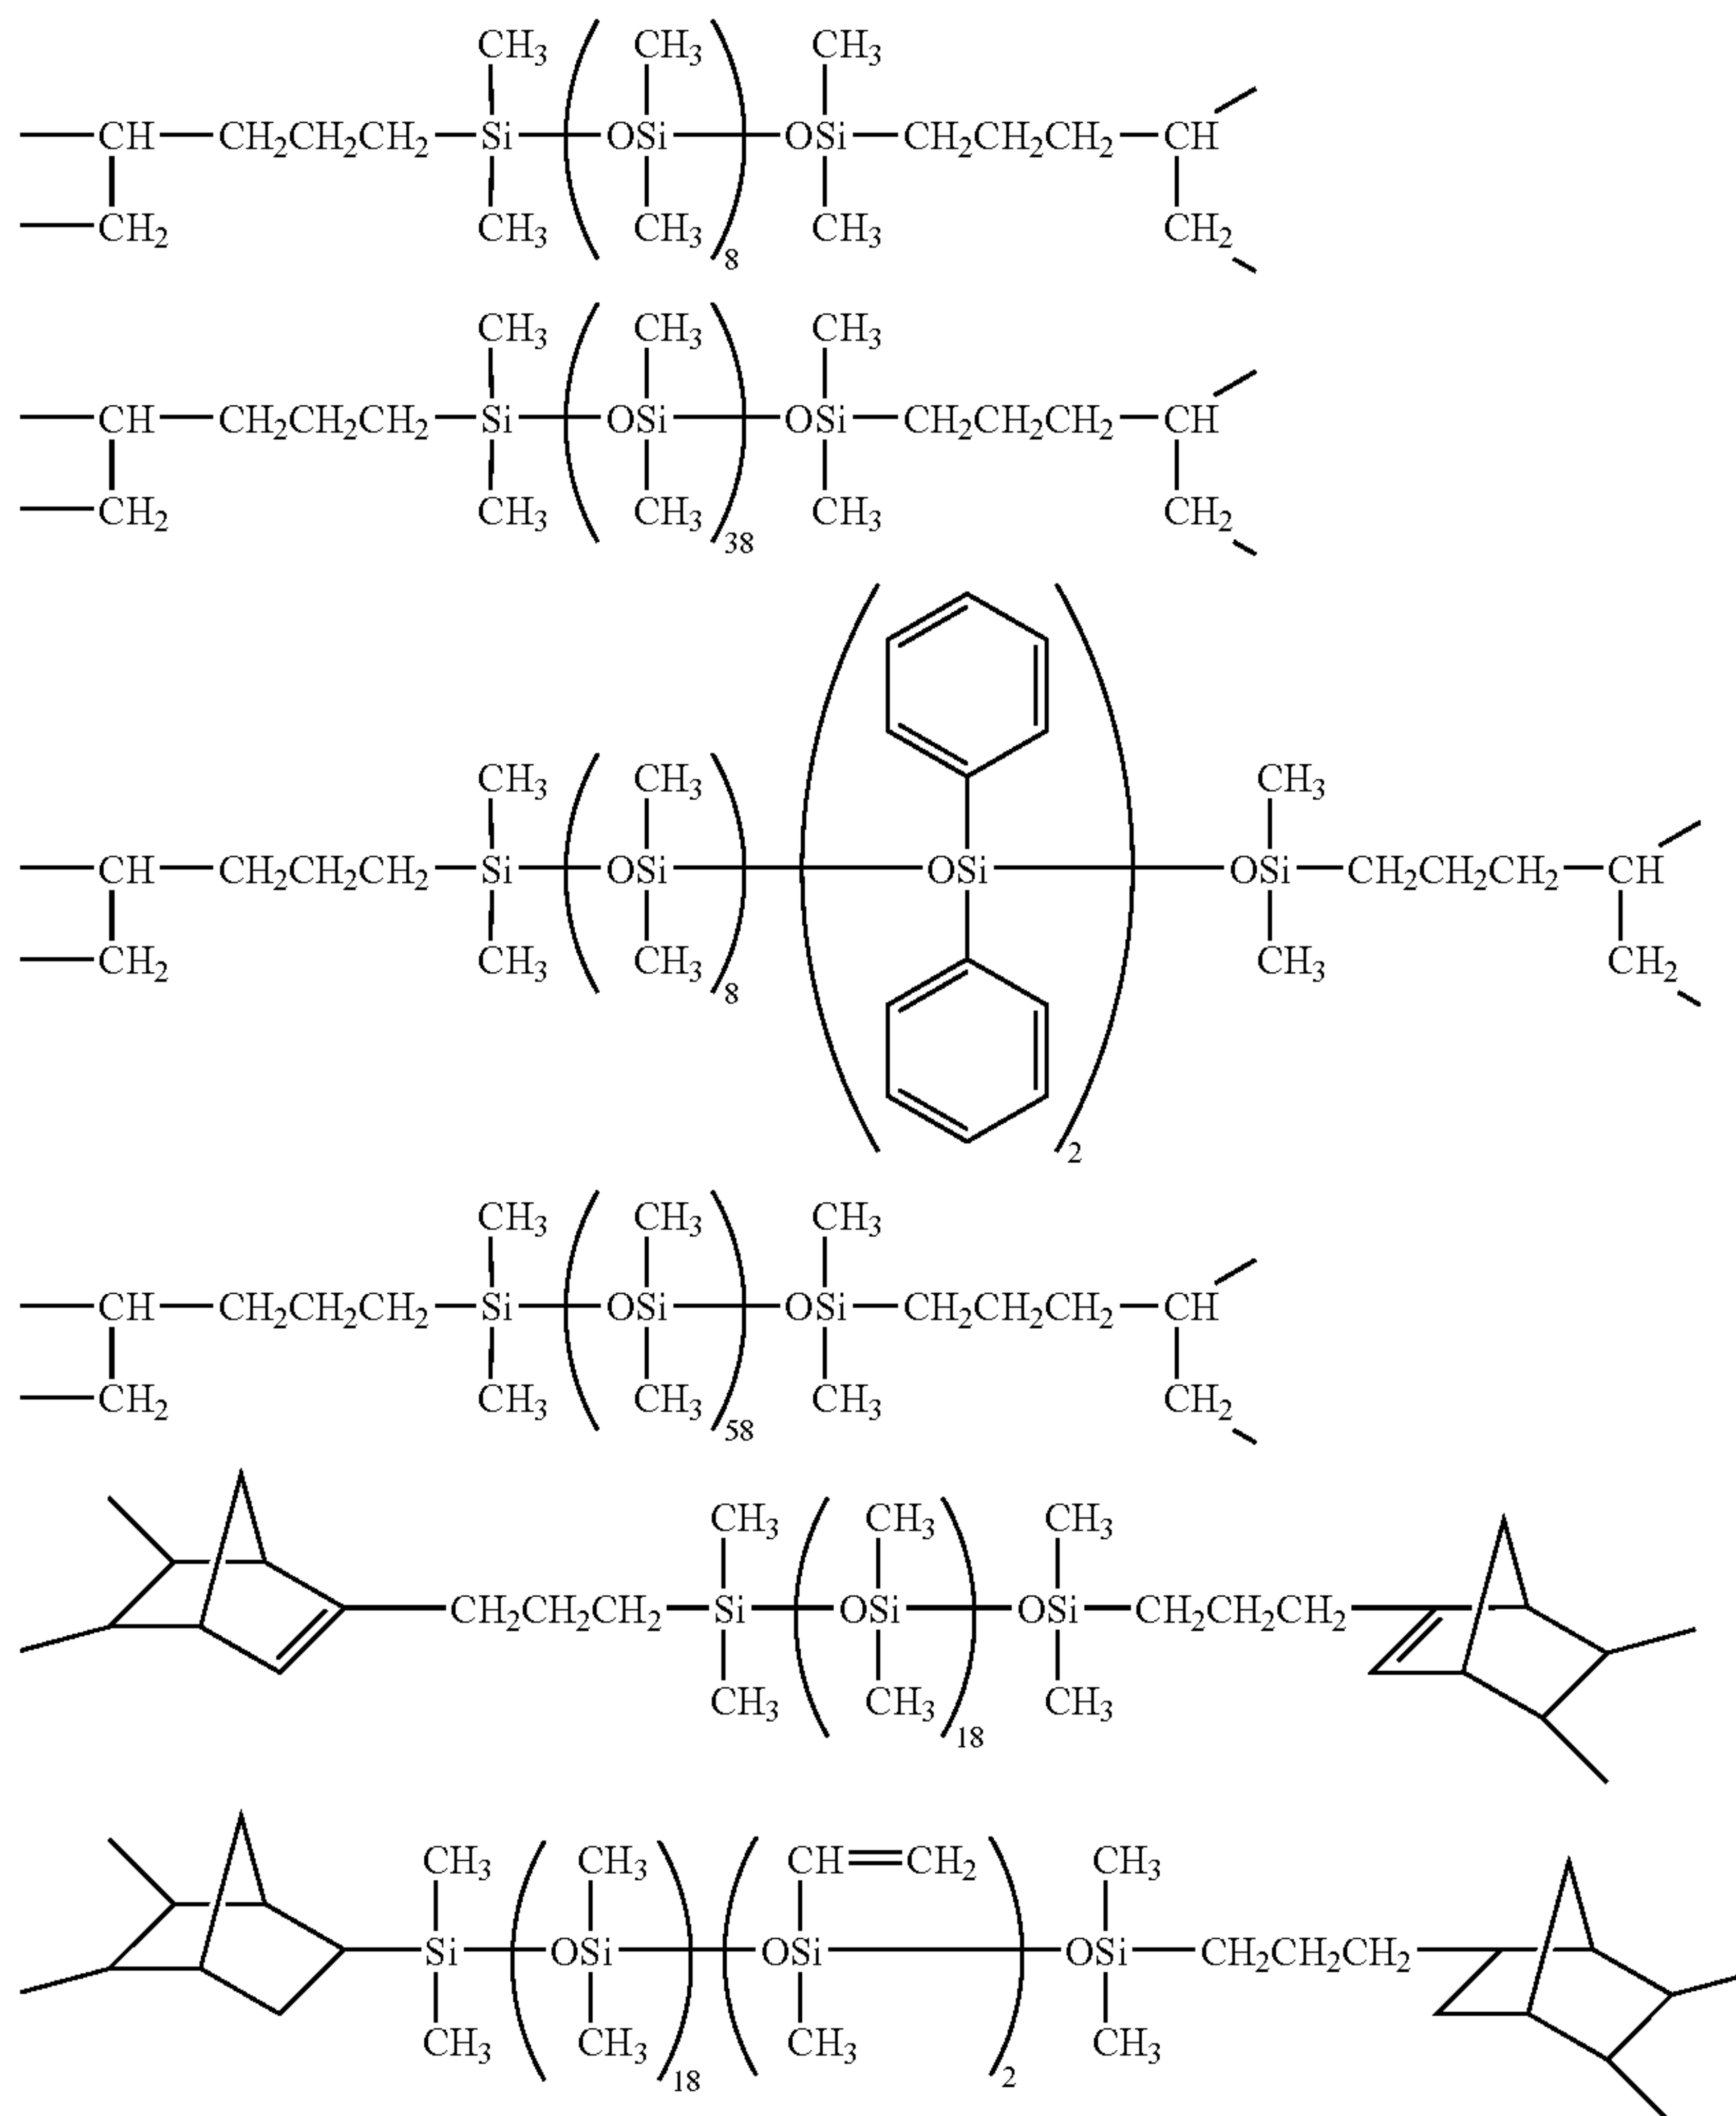 CH₃ CH₃ CH₃
CH CH₂CH₂CH₂ Si OSi OSi CH₂CH₂CH₂ CH
CH₂ CH₃ CH₃ CH₃ CH₂
8
CH₃ CH₃ CH₃
CH CH₂CH₂CH₂ Si OSi OSi CH₂CH₂CH₂ CH
CH₂ CH₃ CH₃ CH₃ CH₂
38
CH₃ CH₃ CH₃
CH CH₂CH₂CH₂ Si OSi OSi OSi CH₂CH₂CH₂ CH
CH₂ CH₃ CH₃ CH₃ CH₂
8
2
CH₃ CH₃ CH₃
CH CH₂CH₂CH₂ Si OSi OSi CH₂CH₂CH₂ CH
CH₂ CH₃ CH₃ CH₃ CH₂
58
CH₃ CH₃ CH₃
CH₂CH₂CH₂ Si OSi OSi CH₂CH₂CH₂
CH₃ CH₃ CH₃
18
CH₃ CH₃ CH=CH₂ CH₃
Si OSi OSi OSi CH₂CH₂CH₂
CH₃ CH₃ CH₃ CH₃
18 2